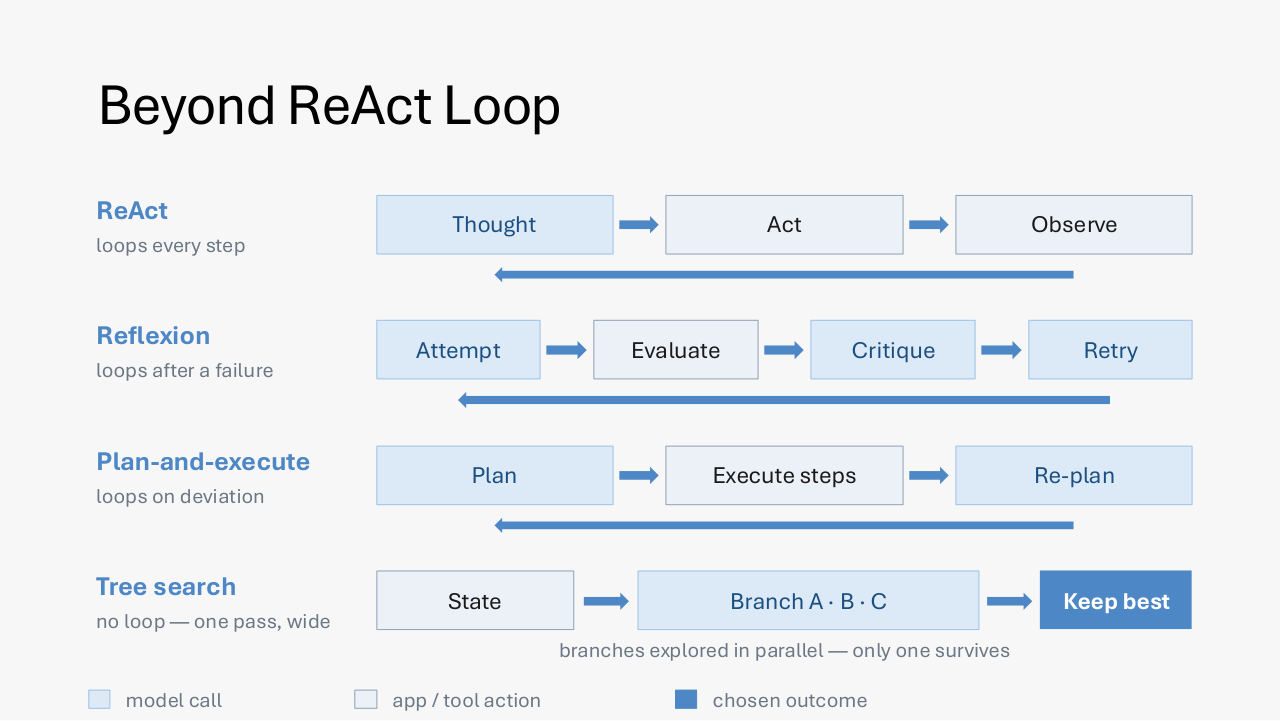 Beyond ReAct Loop
ReAct
loops every step
Thought
Act
Observe
Reflexion
loops after a failure
Attempt
Evaluate
Critique
Retry
Plan-and-execute
loops on deviation
Plan
Execute steps
Re-plan
Tree search
no loop — one pass, wide
State
Branch A · B · C
Keep best
branches explored in parallel — only one survives
model call
app / tool action
chosen outcome